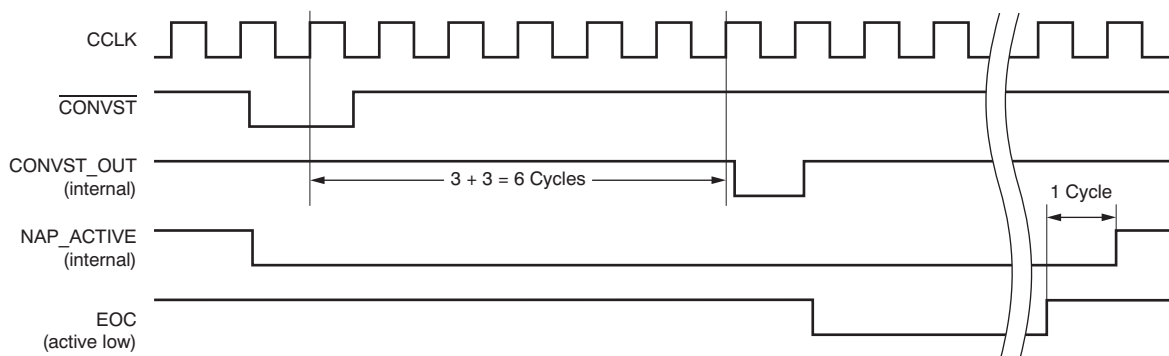 CCLK
CONVST
CONVST_OUT
(internal)
3 + 3 = 6 Cycles
1 Cycle
NAP_ACTIVE
(internal)
EOC
(active low)